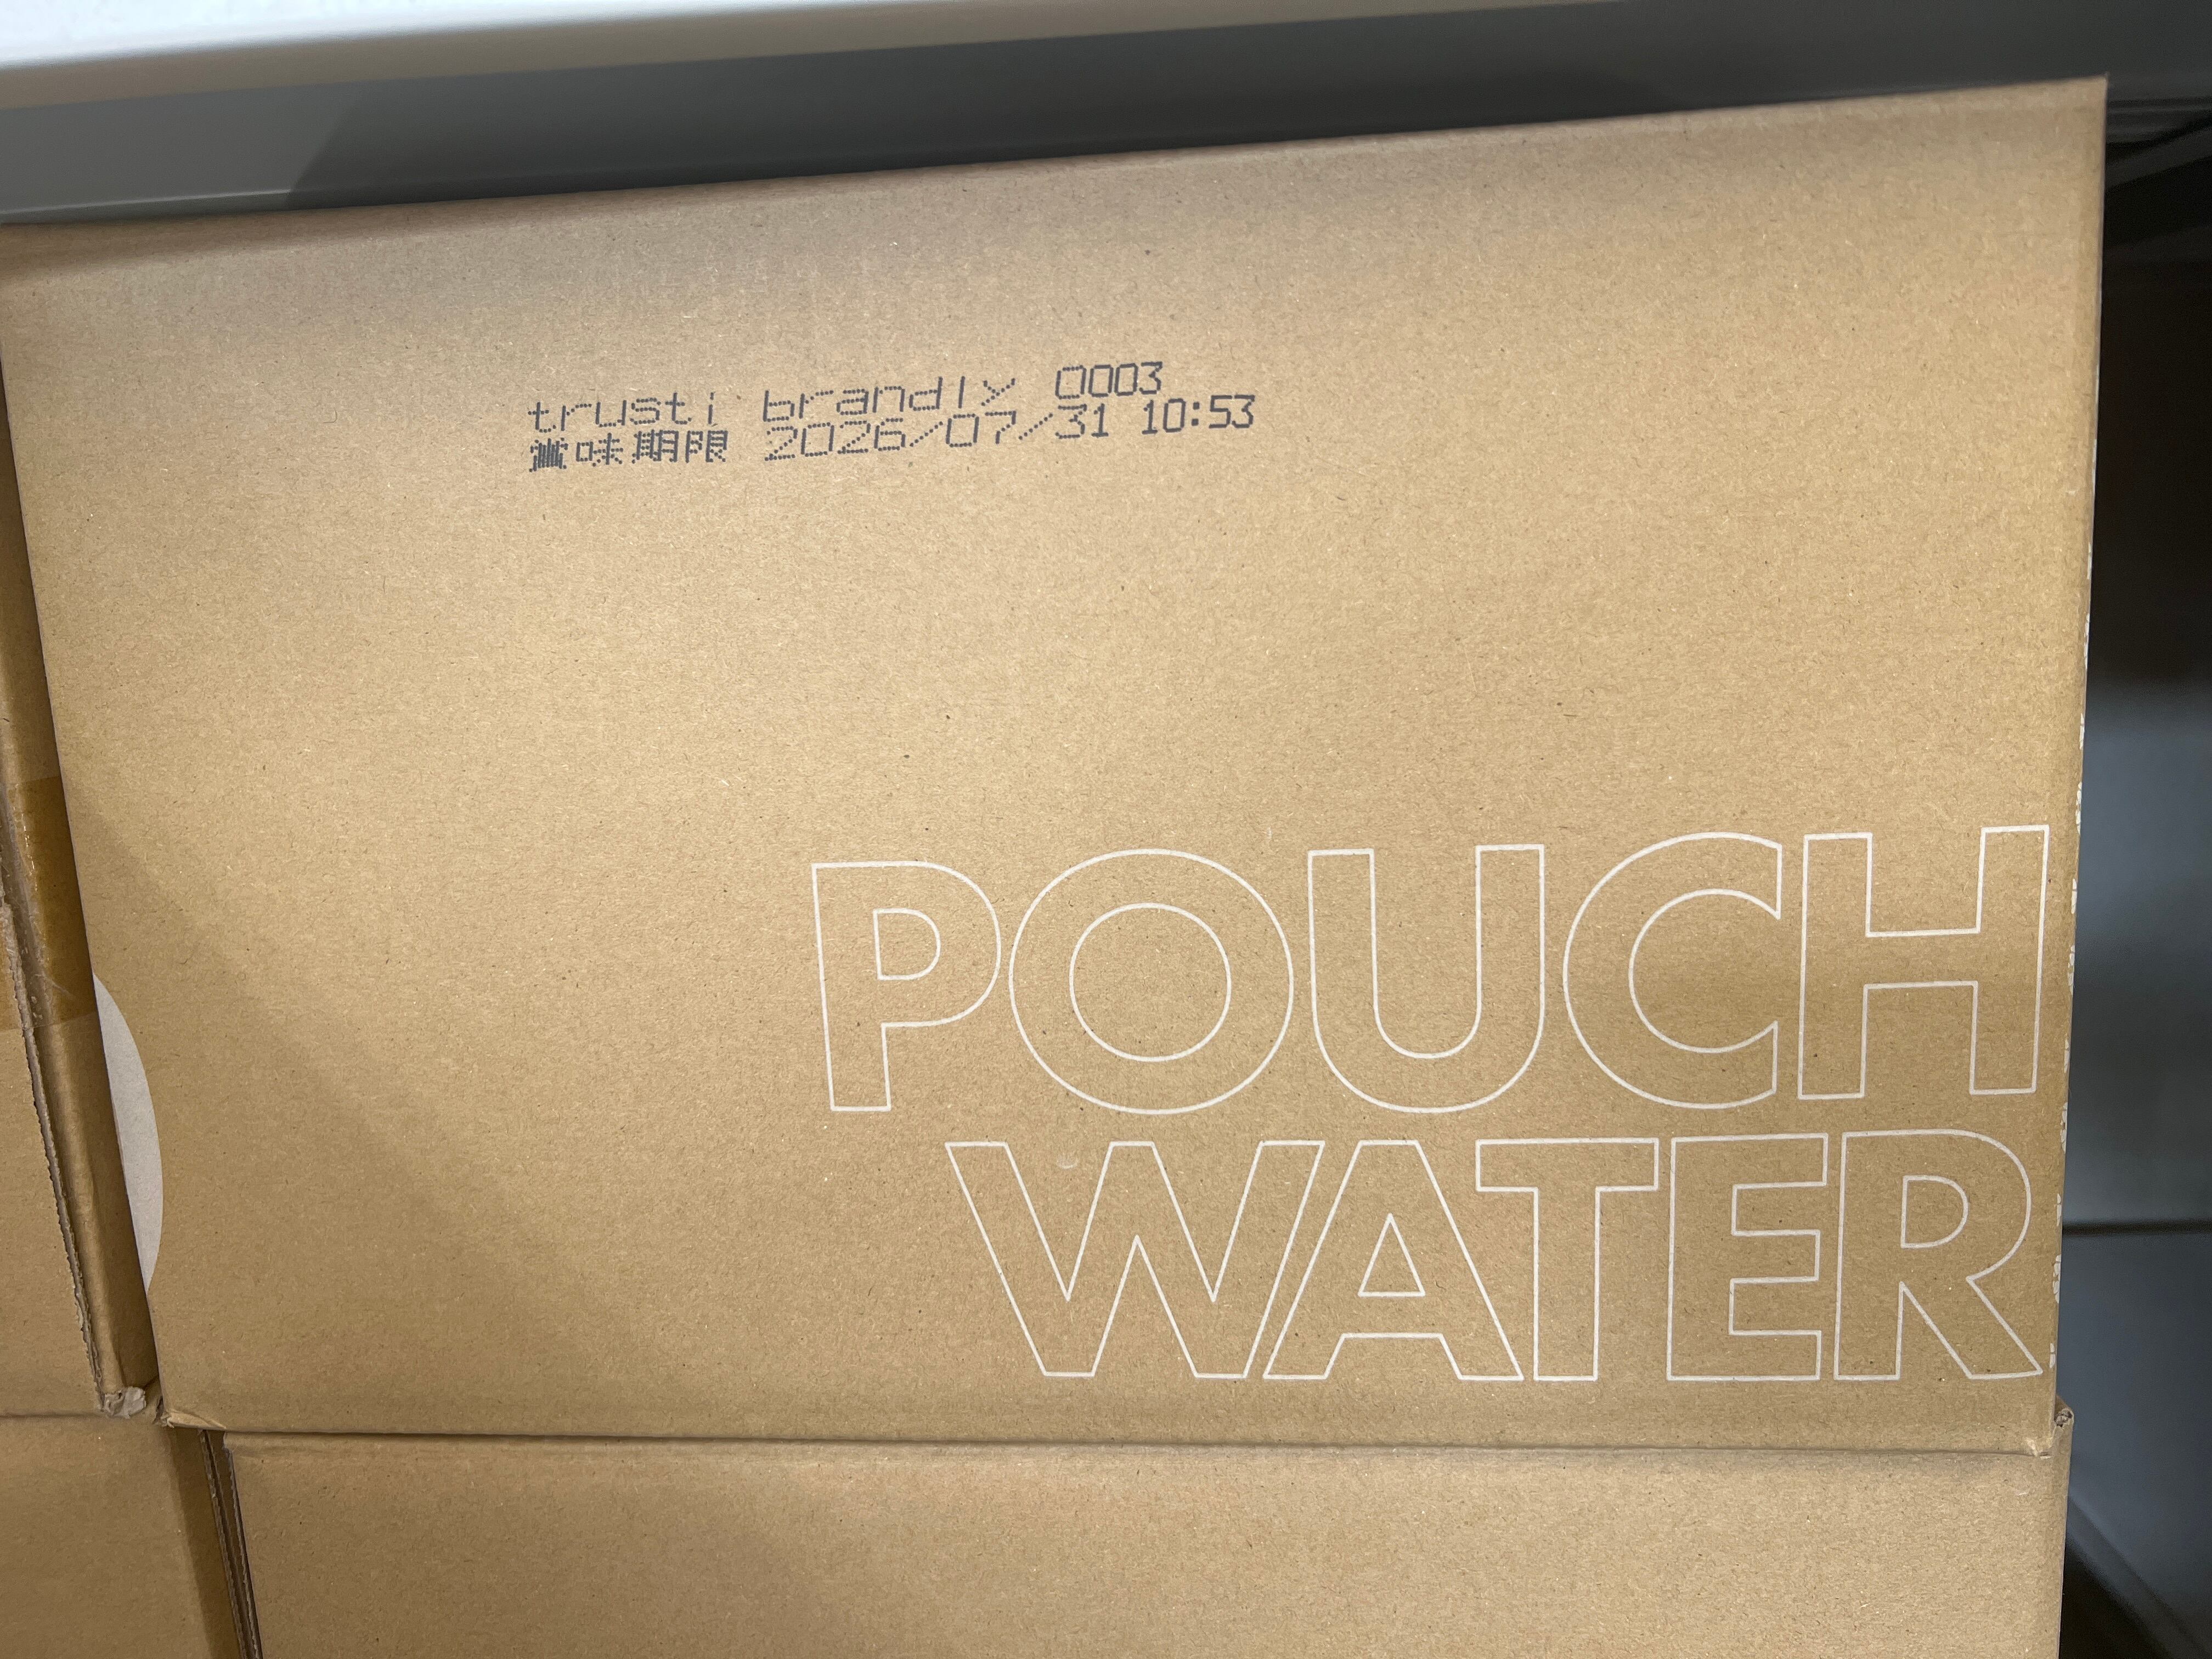 trusti brandly 0003
賞味期限 2026/07/31 10:53
POUCH
WATER